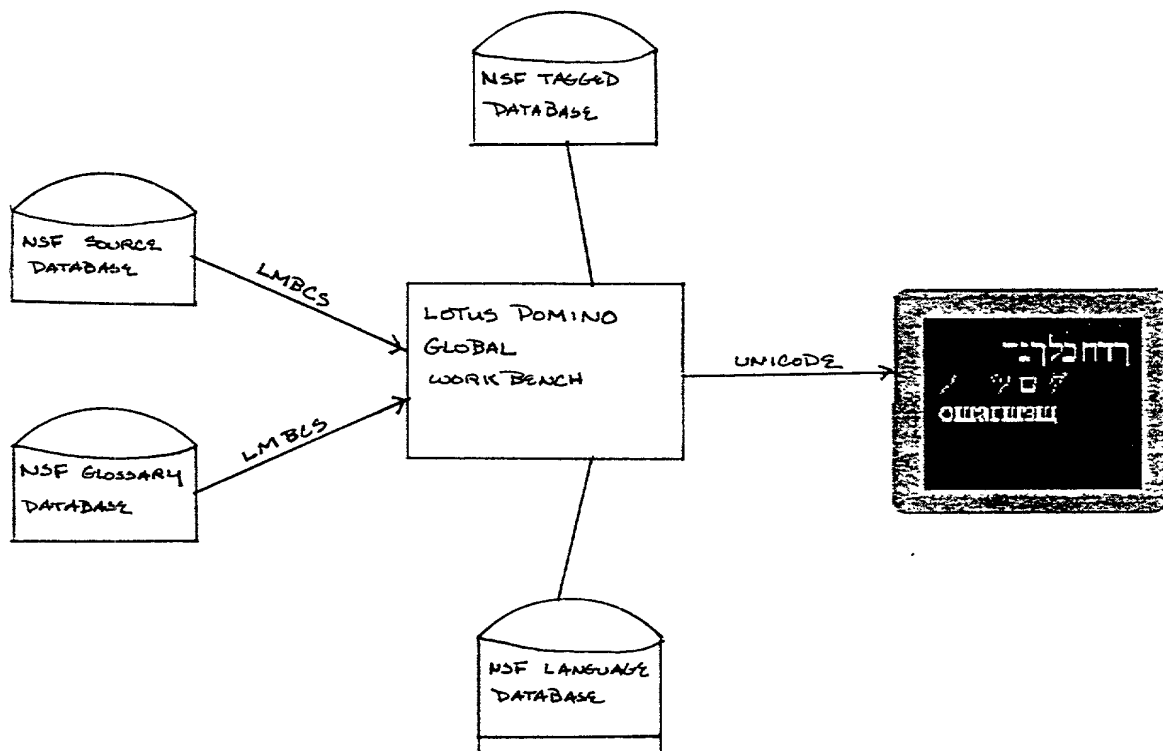 NSF TAGGED
DATABASE
NSF SOURCE
DATABASE
LMBCS
LOTUS DOMINO
GLOBAL
WORKBENCH
UNICODE
LMBCS
NSF GLOSSARY
DATABASE
NSF LANGUAGE
DATABASE